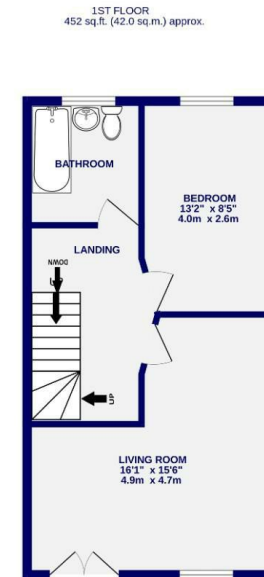 1ST FLOOR
452 sq.ft. (42.0 sq.m.) approx.
BATHROOM
BEDROOM
13'2" x 8'5"
4.0m x 2.6m
LANDING
DOWN
UP
LIVING ROOM
16'1" x 15'6"
4.9m x 4.7m